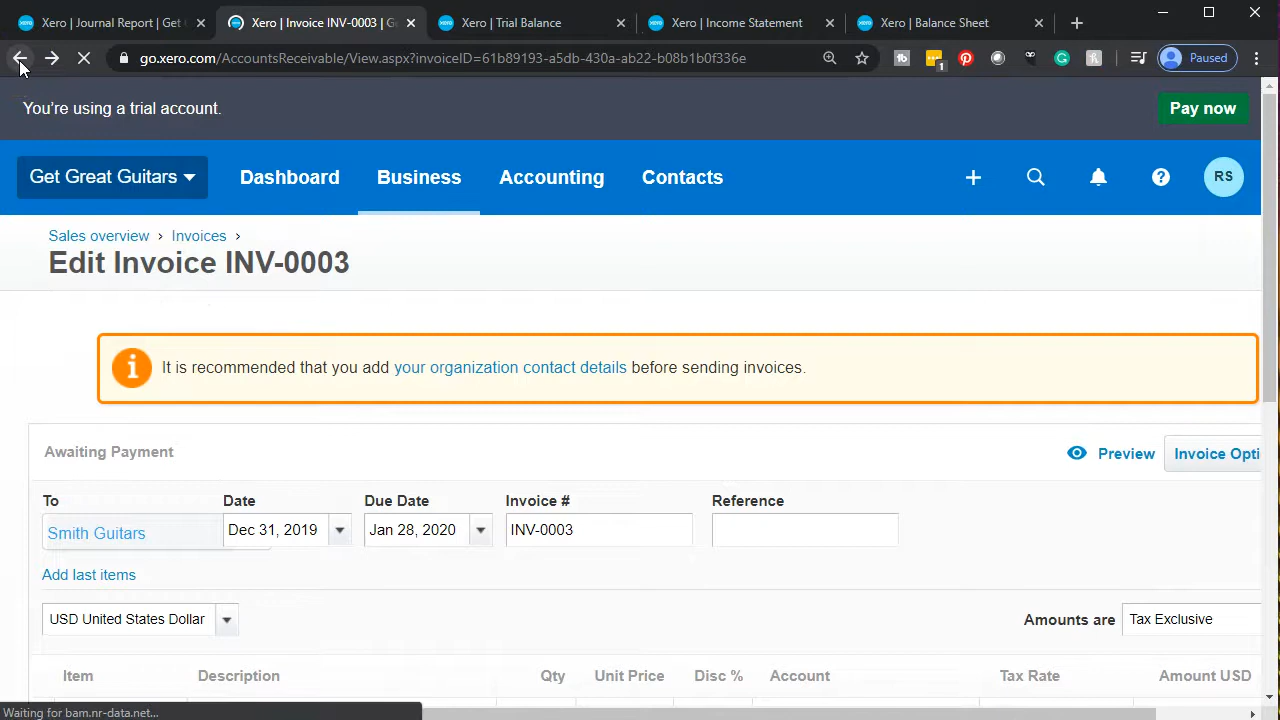 Xero | Journal Report | Get
Xero | Invoice INV-0003 | G
Xero | Trial Balance
Xero | Income Statement
Xero | Balance Sheet
go.xero.com/AccountsReceivable/View.aspx?invoiceID=61b89193-a5db-430a-ab22-b08b1b0f336e
1
Paused
You're using a trial account.
Pay now
Get Great Guitars
Dashboard
Business
Accounting
Contacts
RS
Sales overview › Invoices ›
Edit Invoice INV-0003
It is recommended that you add your organization contact details before sending invoices.
Awaiting Payment
Preview
Invoice Opti
To
Date
Due Date
Invoice #
Reference
Smith Guitars
Dec 31, 2019
Jan 28, 2020
INV-0003
Add last items
USD United States Dollar
Amounts are
Tax Exclusive
Item
Description
Qty
Unit Price
Disc %
Account
Tax Rate
Amount USD
Waiting for bam.nr-data.net...